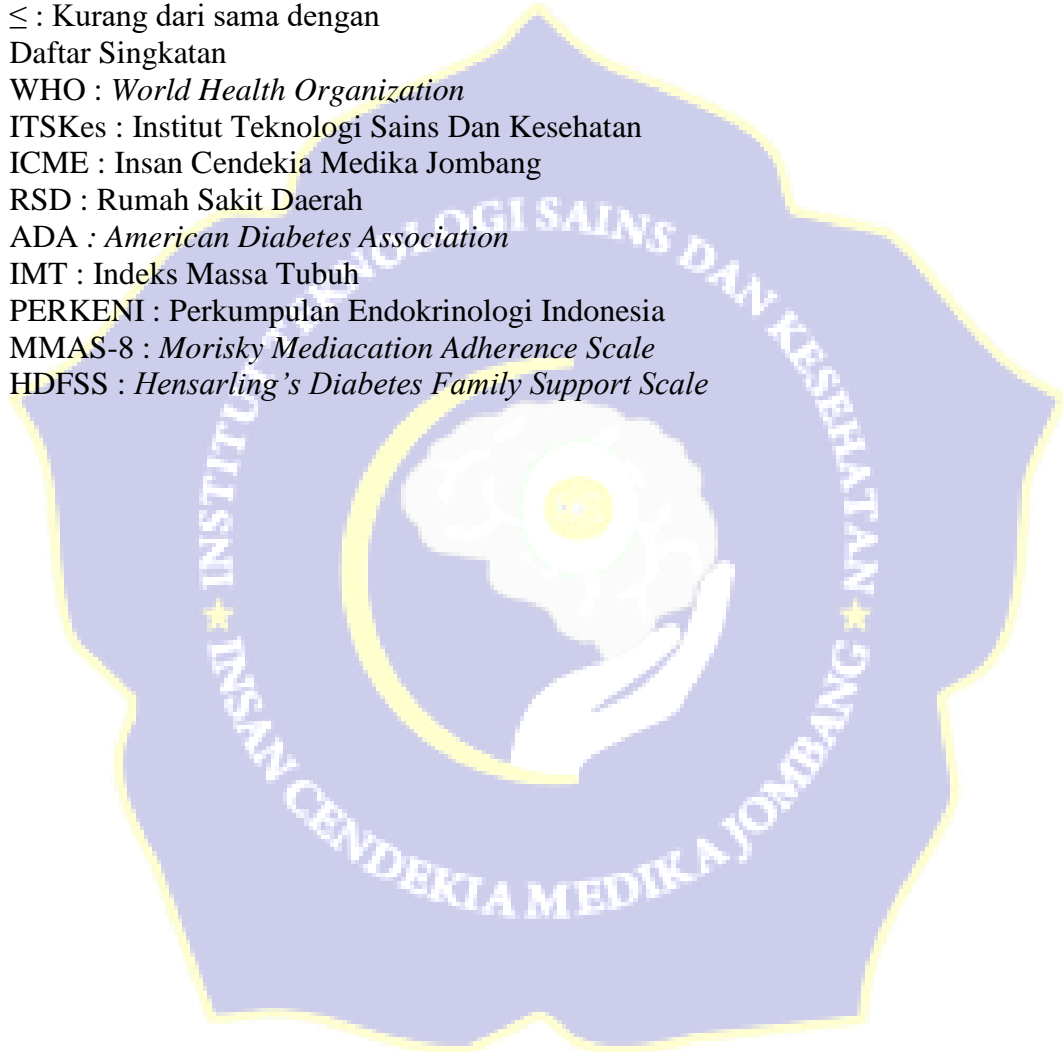 ≤ : Kurang dari sama dengan
Daftar Singkatan
WHO : World Health Organization
ITSKes : Institut Teknologi Sains Dan Kesehatan
ICME : Insan Cendekia Medika Jombang
RSD : Rumah Sakit Daerah
ADA : American Diabetes Association
IMT : Indeks Massa Tubuh
PERKENI : Perkumpulan Endokrinologi Indonesia
MMAS-8 : Morisky Mediacation Adherence Scale
HDFSS : Hensarling’s Diabetes Family Support Scale
INSTITUT TEKNOLOGI SAINS DAN KESEHATAN
INSAN CENDEKIA MEDIKA JOMBANG